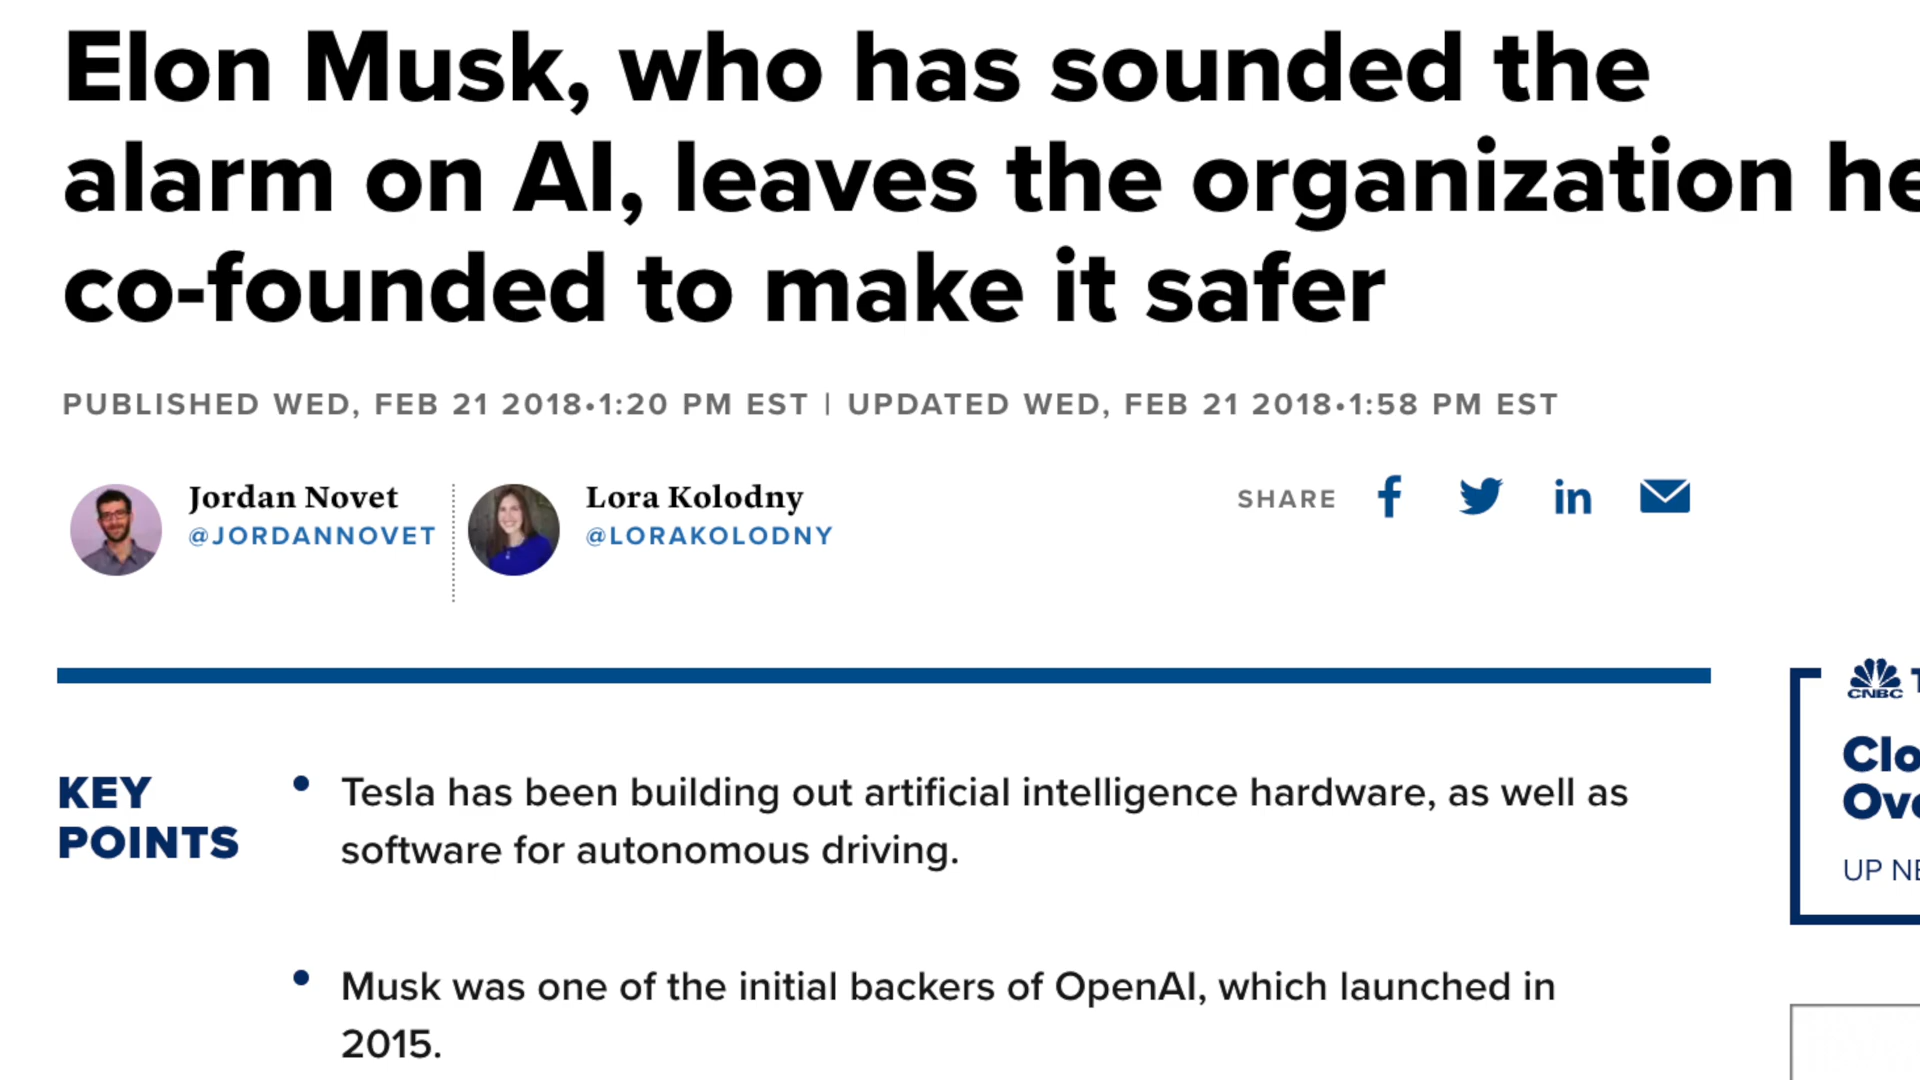 Elon Musk, who has sounded the
alarm on AI, leaves the organization he
co-founded to make it safer
PUBLISHED WED, FEB 21 2018•1:20 PM EST | UPDATED WED, FEB 21 2018•1:58 PM EST
Jordan Novet
@JORDANNOVET
Lora Kolodny
@LORAKOLODNY
SHARE
KEY
POINTS
• Tesla has been building out artificial intelligence hardware, as well as
software for autonomous driving.
• Musk was one of the initial backers of OpenAI, which launched in
2015.
CNBC
UP